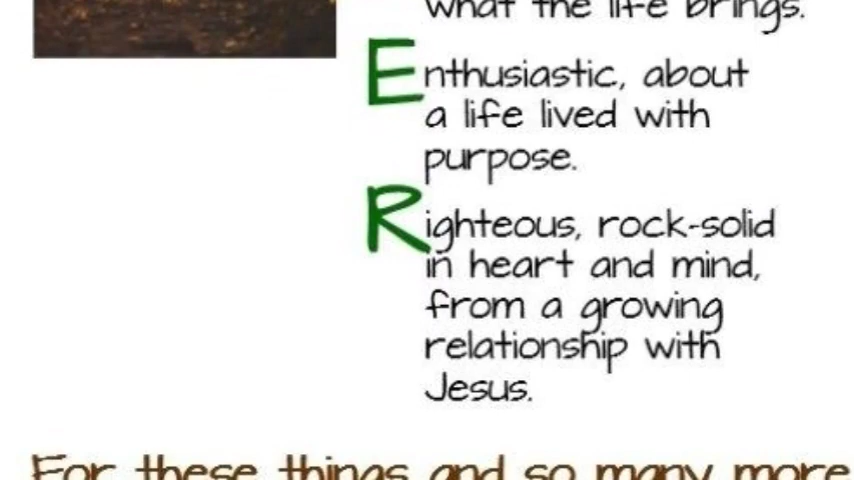 what the life brings.
Enthusiastic, about
a life lived with
purpose.
Righteous, rock-solid
in heart and mind,
from a growing
relationship with
Jesus.
For these things and so many more